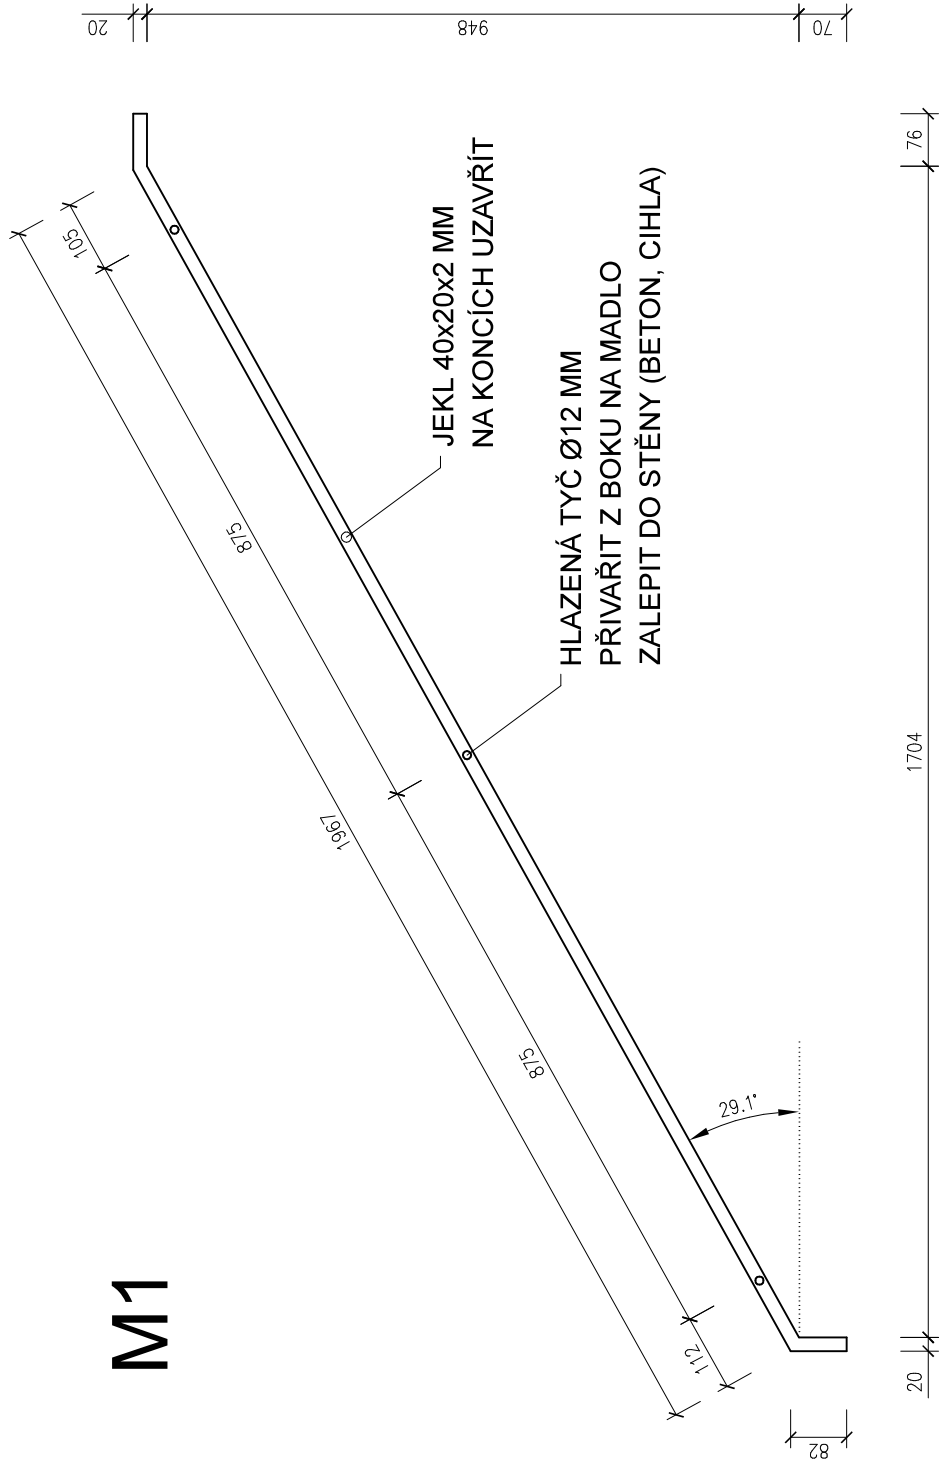 M1
20
948
70
105
875
1967
875
112
JEKL 40x20x2 MM
NA KONCÍCH UZAVŘÍT
HLAZENÁ TYČ Ø12 MM
PŘIVAŘIT Z BOKU NA MADLO
ZALEPIT DO STĚNY (BETON, CIHLA)
29.1°
76
1704
20
82